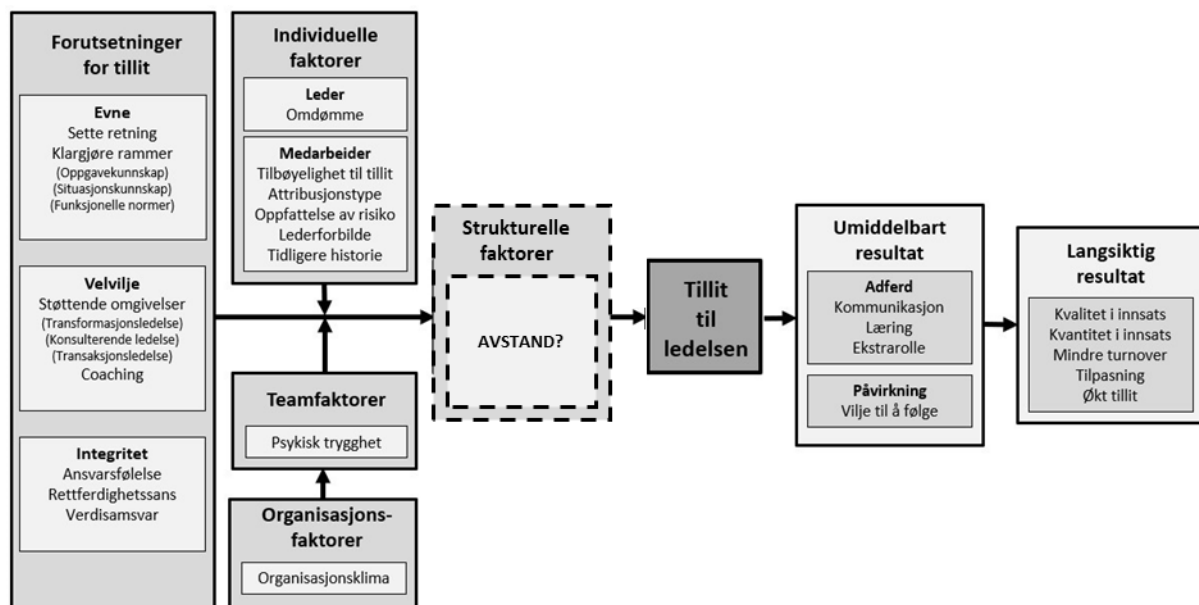 Forutsetninger
for tillit
Evne
Sette retning
Klargjøre rammer
(Oppgavekunnskap)
(Situasjonskunnskap)
(Funksjonelle normer)
Velvilje
Støttende omgivelser
(Transformasjonsledelse)
(Konsulterende ledelse)
(Transaksjonsledelse)
Coaching
Integritet
Ansvarsfølelse
Rettferdighetssans
Verdisamsvar
Individuelle
faktorer
Leder
Omdømme
Medarbeider
Tilbøyelighet til tillit
Attribusjonstype
Oppfattelse av risiko
Lederforbilde
Tidligere historie
Teamfaktorer
Psykisk trygghet
Organisasjons-
faktorer
Organisasjonsklima
Strukturelle
faktorer
AVSTAND?
Tillit
til
ledelsen
Umiddelbart
resultat
Adferd
Kommunikasjon
Læring
Ekstrarolle
Påvirkning
Vilje til å følge
Langsiktig
resultat
Kvalitet i innsats
Kvantitet i innsats
Mindre turnover
Tilpasning
Økt tillit